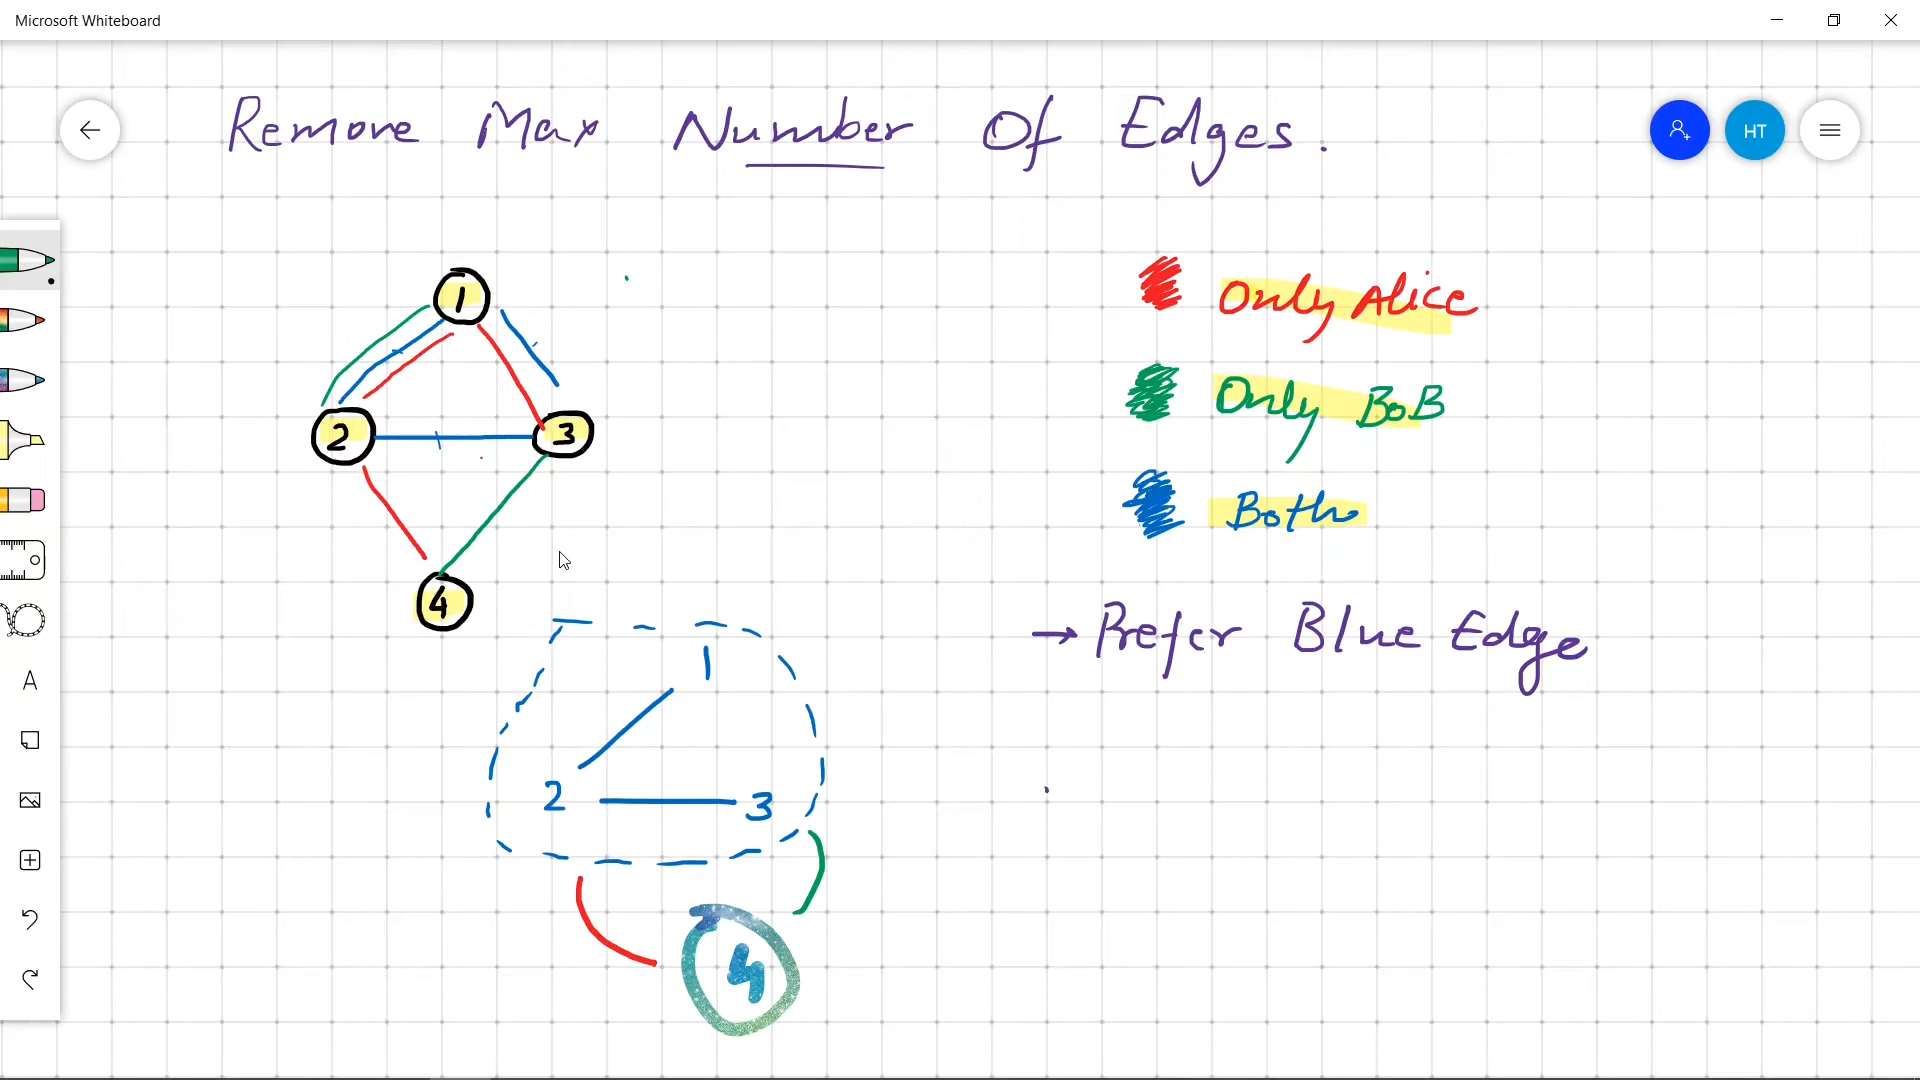 Microsoft Whiteboard
Remove Max Number Of Edges.
HT
1
2
3
4
Only Alice
Only BoB
Both
→ Prefer Blue Edge
1
2
3
4
A